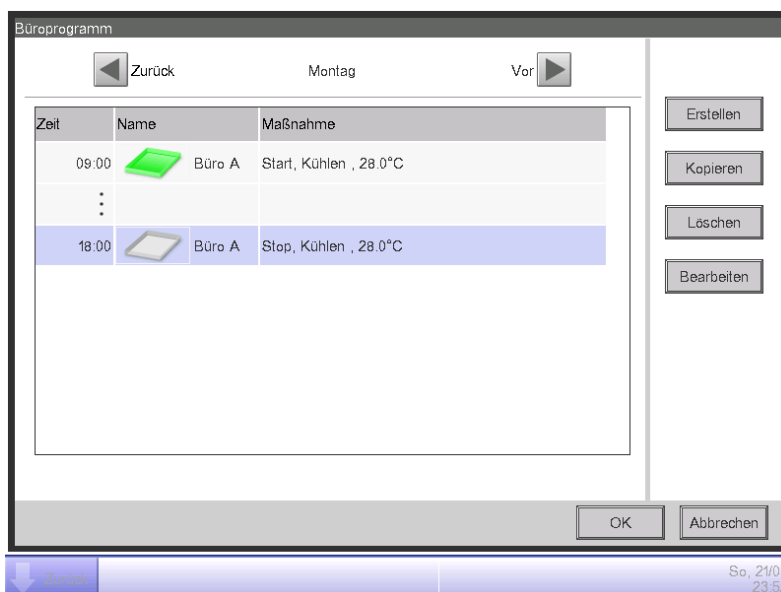 Büroprogramm
Zurück Montag Vor
Zeit Name Maßnahme
09:00 Büro A Start, Kühlen , 28.0°C
18:00 Büro A Stop, Kühlen , 28.0°C
Erstellen
Kopieren
Löschen
Bearbeiten
OK Abbrechen
Zurück
So, 21/0
23:5